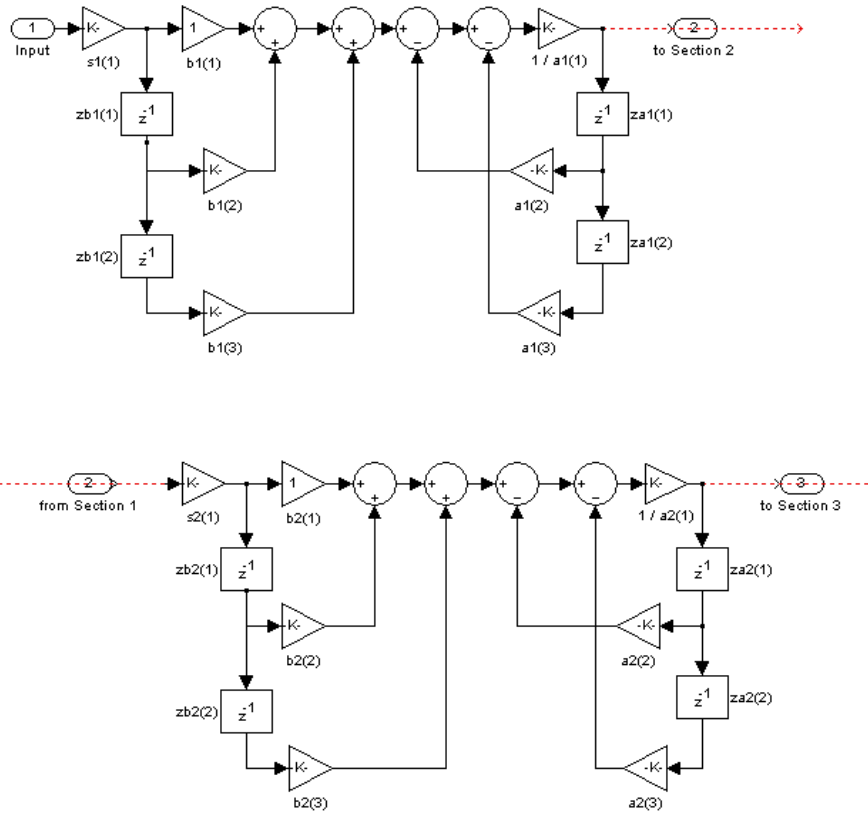 1
Input
K-
s1(1)
1
b1(1)
+
+
+
+
+
−
+
−
K-
1 / a1(1)
2
to Section 2
zb1(1)
z-1
z-1
za1(1)
K-
b1(2)
-K-
a1(2)
zb1(2)
z-1
z-1
za1(2)
K-
b1(3)
-K-
a1(3)
2
from Section 1
K-
s2(1)
1
b2(1)
+
+
+
+
+
−
+
−
K-
1 / a2(1)
3
to Section 3
zb2(1)
z-1
z-1
za2(1)
K-
b2(2)
-K-
a2(2)
zb2(2)
z-1
z-1
za2(2)
K-
b2(3)
-K-
a2(3)